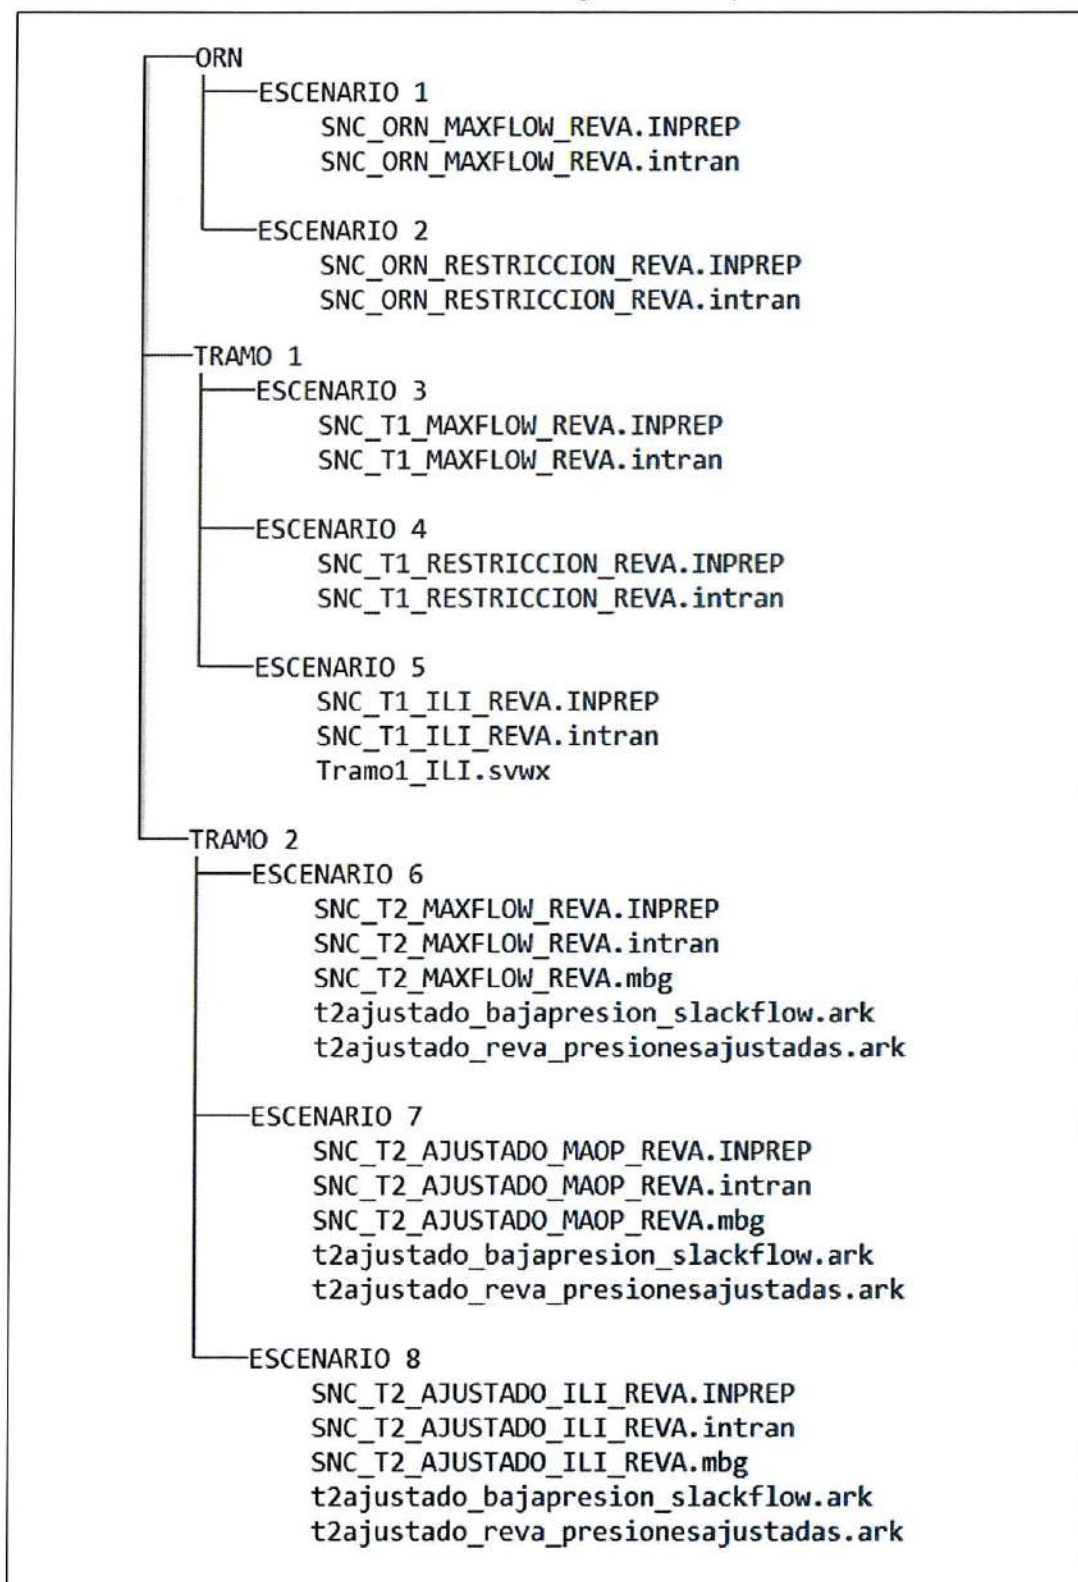 ORN
ESCENARIO 1
SNC_ORN_MAXFLOW_REVA.INPREP
SNC_ORN_MAXFLOW_REVA.intran
ESCENARIO 2
SNC_ORN_RESTRICCION_REVA.INPREP
SNC_ORN_RESTRICCION_REVA.intran
TRAMO 1
ESCENARIO 3
SNC_T1_MAXFLOW_REVA.INPREP
SNC_T1_MAXFLOW_REVA.intran
ESCENARIO 4
SNC_T1_RESTRICCION_REVA.INPREP
SNC_T1_RESTRICCION_REVA.intran
ESCENARIO 5
SNC_T1_ILI_REVA.INPREP
SNC_T1_ILI_REVA.intran
Tramo1_ILI.svwx
TRAMO 2
ESCENARIO 6
SNC_T2_MAXFLOW_REVA.INPREP
SNC_T2_MAXFLOW_REVA.intran
SNC_T2_MAXFLOW_REVA.mbg
t2ajustado_bajapresion_slackflow.ark
t2ajustado_reva_presionesajustadas.ark
ESCENARIO 7
SNC_T2_AJUSTADO_MAOP_REVA.INPREP
SNC_T2_AJUSTADO_MAOP_REVA.intran
SNC_T2_AJUSTADO_MAOP_REVA.mbg
t2ajustado_bajapresion_slackflow.ark
t2ajustado_reva_presionesajustadas.ark
ESCENARIO 8
SNC_T2_AJUSTADO_ILI_REVA.INPREP
SNC_T2_AJUSTADO_ILI_REVA.intran
SNC_T2_AJUSTADO_ILI_REVA.mbg
t2ajustado_bajapresion_slackflow.ark
t2ajustado_reva_presionesajustadas.ark